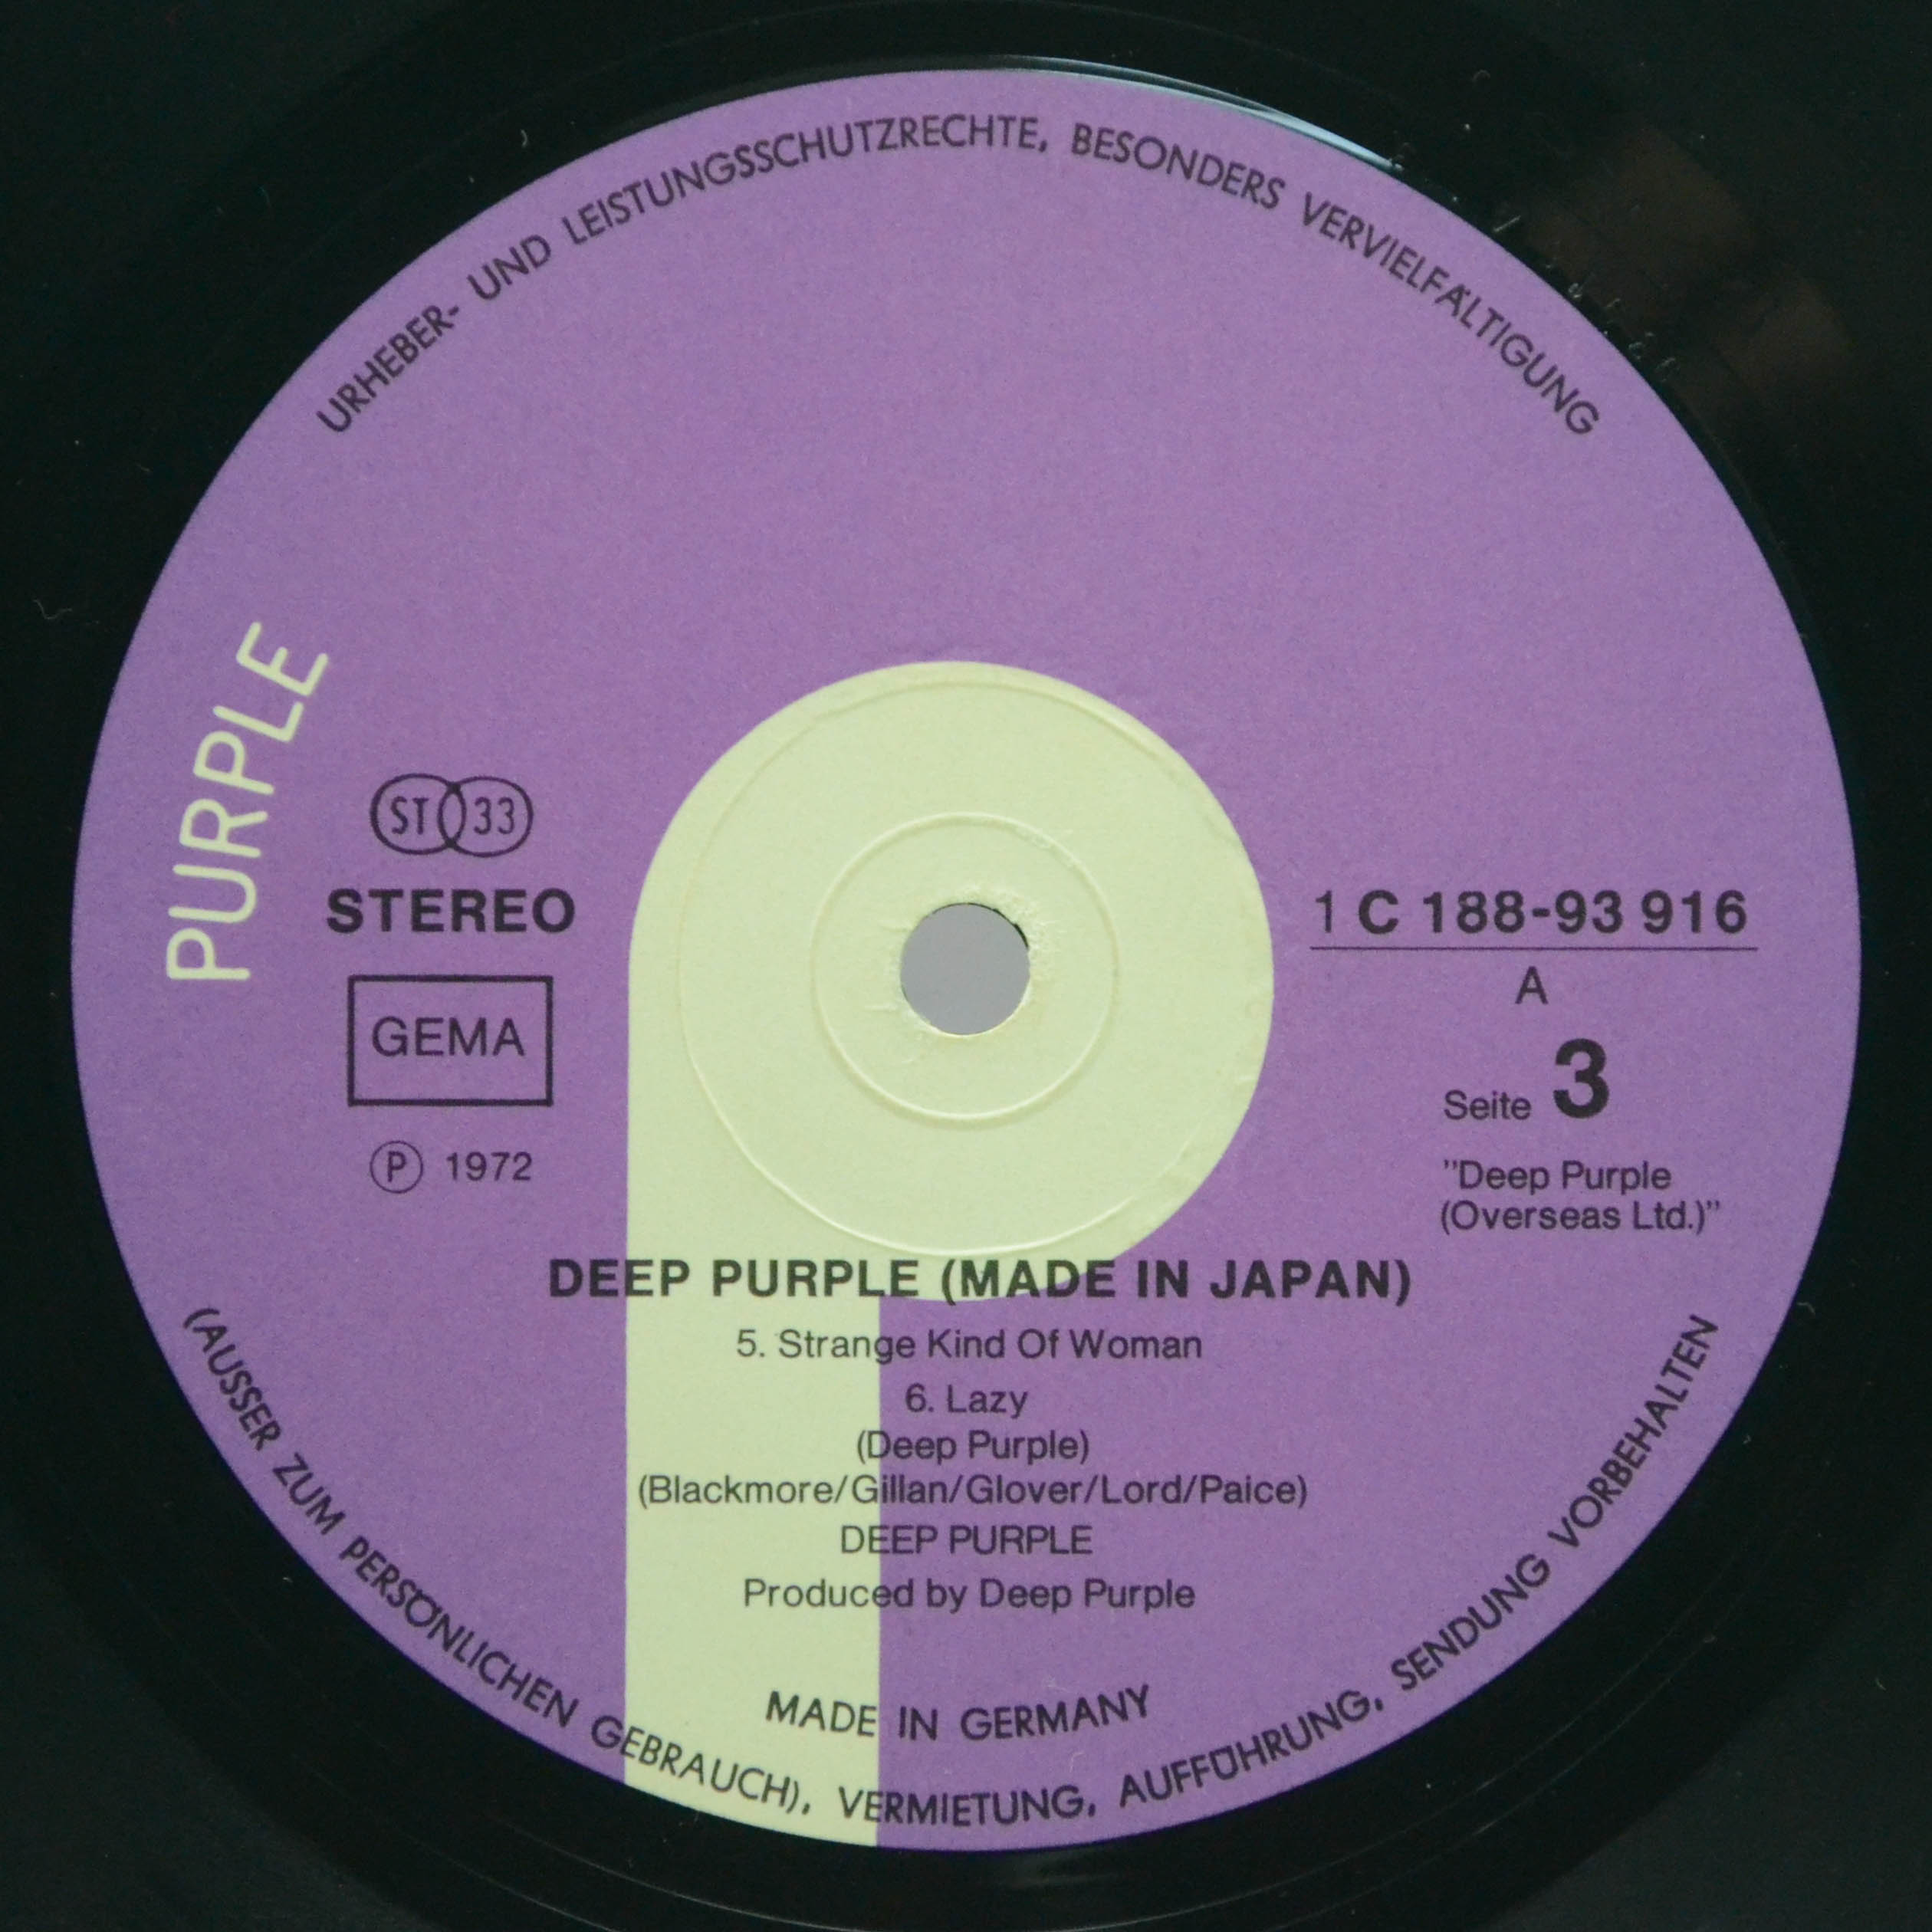 URHEBER- UND LEISTUNGSSCHUTZRECHTE, BESONDERS VERVIELFÄLTIGUNG
PURPLE
ST 33
STEREO
GEMA
Ⓟ 1972
1 C 188-93 916
A
Seite 3
"Deep Purple
(Overseas Ltd.)"
DEEP PURPLE (MADE IN JAPAN)
5. Strange Kind Of Woman
6. Lazy
(Deep Purple)
(Blackmore/Gillan/Glover/Lord/Paice)
DEEP PURPLE
Produced by Deep Purple
MADE IN GERMANY
(AUSSER ZUM PERSÖNLICHEN GEBRAUCH), VERMIETUNG, AUFFÜHRUNG, SENDUNG VORBEHALTEN